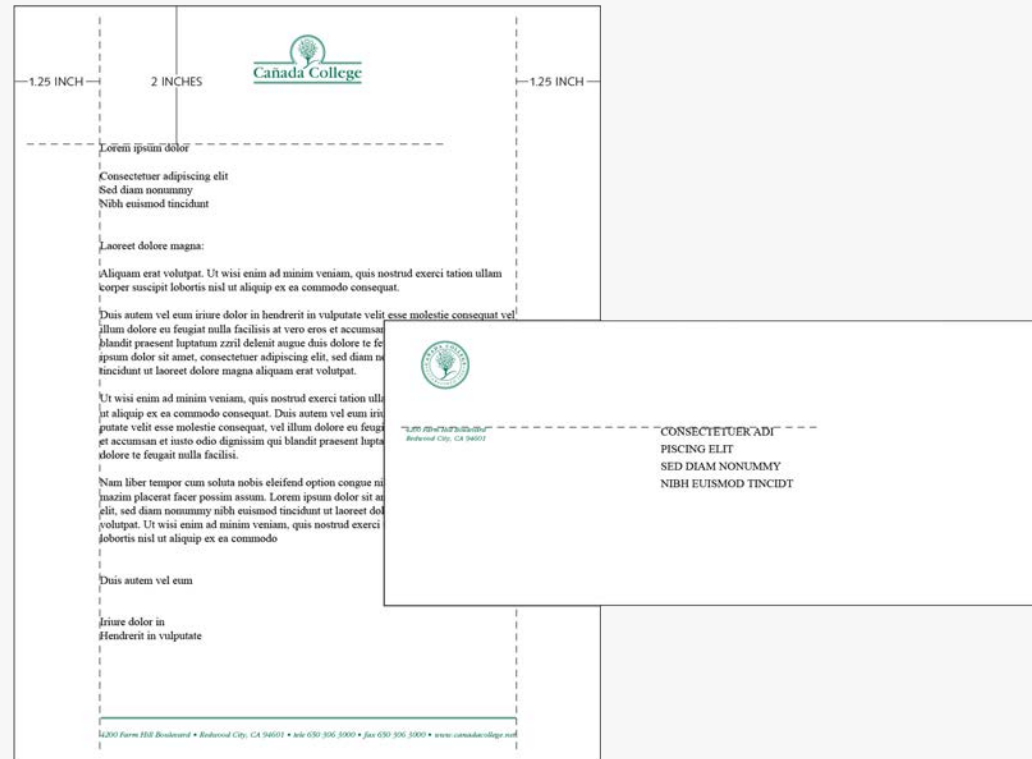 1.25 INCH
2 INCHES
Cañada College
1.25 INCH
Lorem ipsum dolor
Consectetuer adipiscing elit
Sed diam nonummy
Nibh euismod tincidunt
Laoreet dolore magna:
Aliquam erat volutpat. Ut wisi enim ad minim veniam, quis nostrud exerci tation ullam
corper suscipit lobortis nisl ut aliquip ex ea commodo consequat.
Duis autem vel eum iriure dolor in hendrerit in vulputate velit esse molestie consequat vel
illum dolore eu feugiat nulla facilisis at vero eros et accumsan
blandit praesent luptatum zzril delenit augue duis dolore te
ipsum dolor sit amet, consectetuer adipiscing elit, sed diam
tincidunt ut laoreet dolore magna aliquam erat volutpat.
Ut wisi enim ad minim veniam, quis nostrud exerci tation
ut aliquip ex ea commodo consequat. Duis autem vel eum
putate velit esse molestie consequat, vel illum dolore eu
et accumsan et iusto odio dignissim qui blandit praesent
dolore te feugait nulla facilisi.
Nam liber tempor cum soluta nobis eleifend option congue
mazim placerat facer possim assum. Lorem ipsum dolor sit
elit, sed diam nonummy nibh euismod tincidunt ut laoreet
volutpat. Ut wisi enim ad minim veniam, quis nostrud exerci
lobortis nisl ut aliquip ex ea commodo
Duis autem vel eum
Iriure dolor in
Hendrerit in vulputate
4200 Farm Hill Boulevard • Redwood City, CA 94061 • tele 650 306 3000 • fax 650 306 3000 • www.canadacollege.net
CAÑADA COLLEGE
4200 Farm Hill Boulevard
Redwood City, CA 94061
CONSECTETUER ADI
PISCING ELIT
SED DIAM NONUMMY
NIBH EUISMOD TINCIDT